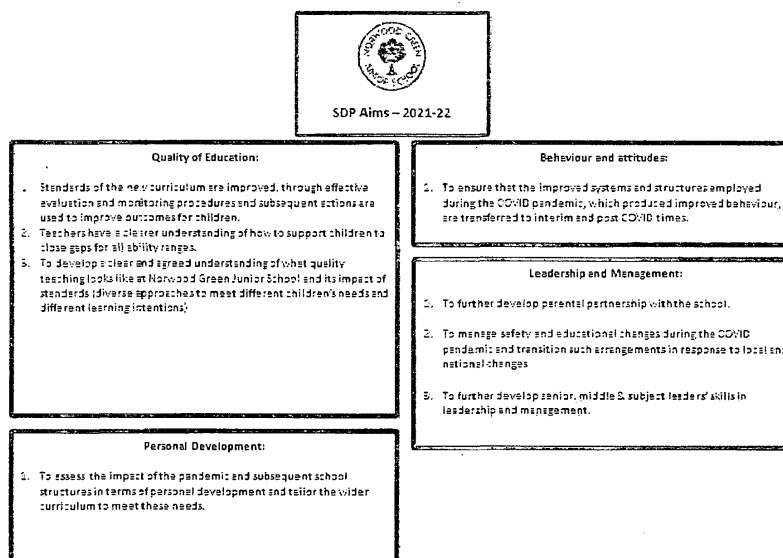 NORWOOD GREEN
JUNIOR SCHOOL
SDP Aims – 2021-22
Quality of Education:
1. Standards of the new curriculum are improved, through effective
evaluation and monitoring procedures and subsequent actions are
used to improve outcomes for children.
2. Teachers have a clearer understanding of how to support children to
close gaps for all ability ranges.
3. To develop a clear and agreed understanding of what quality
teaching looks like at Norwood Green Junior School and its impact of
standards (diverse approaches to meet different children's needs and
different learning intentions)
Personal Development:
1. To assess the impact of the pandemic and subsequent school
structures in terms of personal development and tailor the wider
curriculum to meet these needs.
Behaviour and attitudes:
1. To ensure that the improved systems and structures employed
during the COVID pandemic, which produced improved behaviour,
are transferred to interim and post COVID times.
Leadership and Management:
1. To further develop parental partnership with the school.
2. To manage safety and educational changes during the COVID
pandemic and transition such arrangements in response to local and
national changes
3. To further develop senior, middle & subject leaders' skills in
leadership and management.